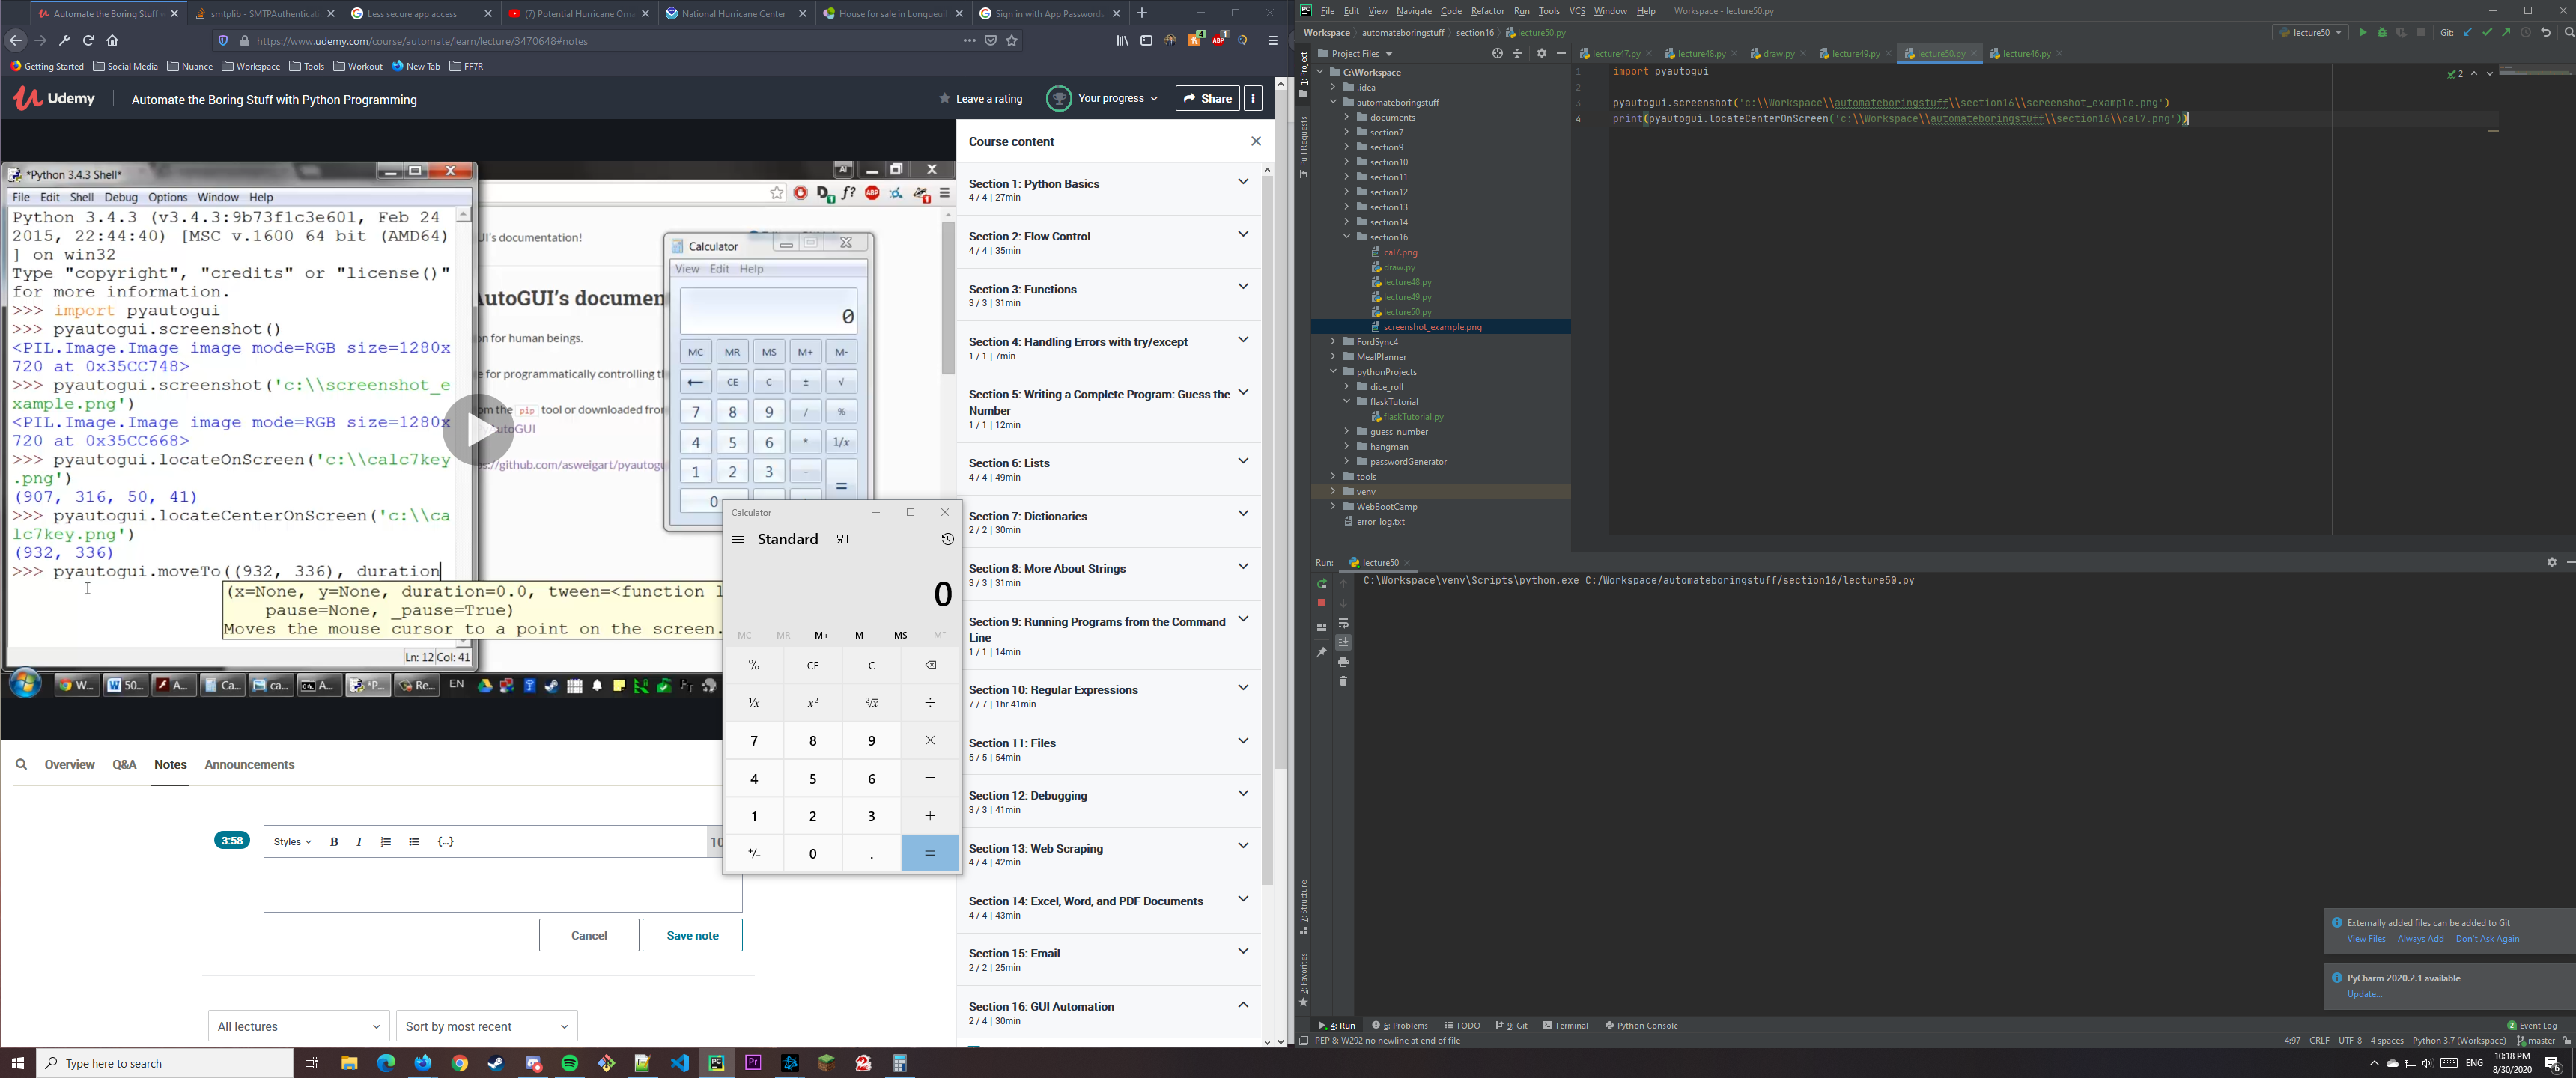 Automate the Boring Stuff
smtplib - SMTPAuthenticat
Less secure app access
(7) Potential Hurricane Om
National Hurricane Center
House for sale in Longueui
Sign in with App Passwords
https://www.udemy.com/course/automate/learn/lecture/3470648#notes
Getting Started
Social Media
Nuance
Workspace
Tools
Workout
New Tab
FF7R
Udemy
Automate the Boring Stuff with Python Programming
Leave a rating
Your progress
Share
*Python 3.4.3 Shell*
File Edit Shell Debug Options Window Help
Python 3.4.3 (v3.4.3:9b73f1c3e601, Feb 24
2015, 22:44:40) [MSC v.1600 64 bit (AMD64)
] on win32
Type "copyright", "credits" or "license()"
for more information.
>>> import pyautogui
>>> pyautogui.screenshot()
<PIL.Image.Image image mode=RGB size=1280x
720 at 0x35CC748>
>>> pyautogui.screenshot('c:\\screenshot_e
xample.png')
<PIL.Image.Image image mode=RGB size=1280x
720 at 0x35CC668>
>>> pyautogui.locateOnScreen('c:\\calc7key
.png')
(907, 316, 50, 41)
>>> pyautogui.locateCenterOnScreen('c:\\ca
lc7key.png')
(932, 336)
>>> pyautogui.moveTo((932, 336), duration
(x=None, y=None, duration=0.0, tween=<function l
pause=None, _pause=True)
Moves the mouse cursor to a point on the screen.
Ln: 12 Col: 41
UI's documentation!
AutoGUI's documen
on for human beings.
e for programmatically controlling th
om the pip tool or downloaded from
yAutoGUI
ps://github.com/asweigart/pyautogui
Calculator
View Edit Help
0
MC MR MS M+ M-
← CE C ± √
7 8 9 / %
4 5 6 * 1/x
1 2 3 - =
0
W...
50...
A...
Ca...
ca...
A...
*P...
Re...
EN
Calculator
Standard
0
MC MR M+ M- MS M˅
% CE C
⅟x x² ²√x ÷
7 8 9 ×
4 5 6 −
1 2 3 +
+/− 0 . =
Overview
Q&A
Notes
Announcements
3:58
Styles
B I {...}
10
Cancel
Save note
All lectures
Sort by most recent
Course content
Section 1: Python Basics
4 / 4 | 27min
Section 2: Flow Control
4 / 4 | 35min
Section 3: Functions
3 / 3 | 31min
Section 4: Handling Errors with try/except
1 / 1 | 7min
Section 5: Writing a Complete Program: Guess the
Number
1 / 1 | 12min
Section 6: Lists
4 / 4 | 49min
Section 7: Dictionaries
2 / 2 | 30min
Section 8: More About Strings
3 / 3 | 31min
Section 9: Running Programs from the Command
Line
1 / 1 | 14min
Section 10: Regular Expressions
7 / 7 | 1hr 41min
Section 11: Files
5 / 5 | 54min
Section 12: Debugging
3 / 3 | 41min
Section 13: Web Scraping
4 / 4 | 42min
Section 14: Excel, Word, and PDF Documents
4 / 4 | 43min
Section 15: Email
2 / 2 | 25min
Section 16: GUI Automation
2 / 4 | 30min
File Edit View Navigate Code Refactor Run Tools VCS Window Help
Workspace - lecture50.py
Workspace
automateboringstuff
section16
lecture50.py
lecture50
Git:
Project Files
lecture47.py
lecture48.py
draw.py
lecture49.py
lecture50.py
lecture46.py
1: Project
Pull Requests
C:\Workspace
.idea
automateboringstuff
documents
section7
section9
section10
section11
section12
section13
section14
section16
cal7.png
draw.py
lecture48.py
lecture49.py
lecture50.py
screenshot_example.png
FordSync4
MealPlanner
pythonProjects
dice_roll
flaskTutorial
flaskTutorial.py
guess_number
hangman
passwordGenerator
tools
venv
WebBootCamp
error_log.txt
1 import pyautogui
2
3 pyautogui.screenshot('c:\\Workspace\\automateboringstuff\\section16\\screenshot_example.png')
4 print(pyautogui.locateCenterOnScreen('c:\\Workspace\\automateboringstuff\\section16\\cal7.png'))
2
Run:
lecture50
C:\Workspace\venv\Scripts\python.exe C:/Workspace/automateboringstuff/section16/lecture50.py
7: Structure
2: Favorites
Externally added files can be added to Git
View Files
Always Add
Don't Ask Again
PyCharm 2020.2.1 available
Update...
4: Run
6: Problems
TODO
9: Git
Terminal
Python Console
2 Event Log
PEP 8: W292 no newline at end of file
4:97 CRLF UTF-8 4 spaces Python 3.7 (Workspace) master
Type here to search
ENG
10:18 PM
8/30/2020